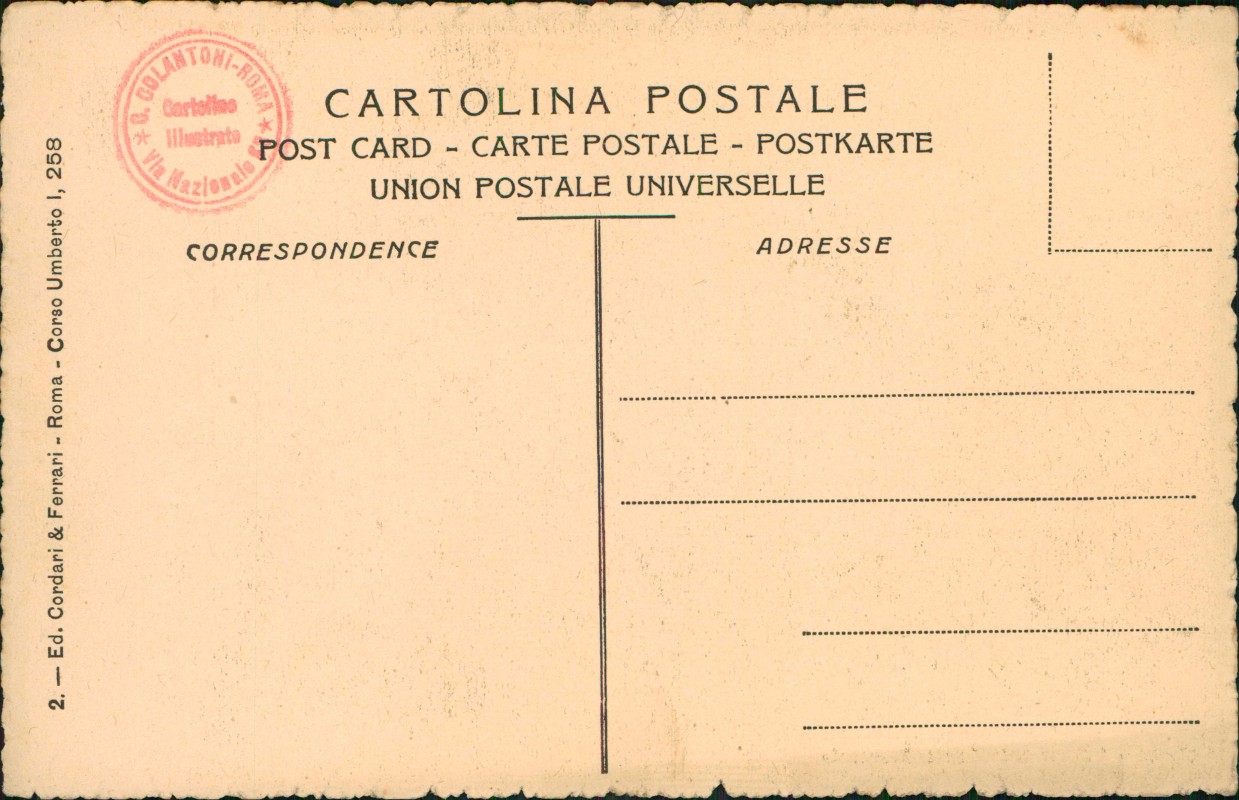 G. COLANTONI-ROMA
Cartoline
Illustrate
Via Nazionale
CARTOLINA POSTALE
POST CARD - CARTE POSTALE - POSTKARTE
UNION POSTALE UNIVERSELLE
CORRESPONDENCE
ADRESSE
2. — Ed. Cordari & Ferrari - Roma - Corso Umberto I, 258